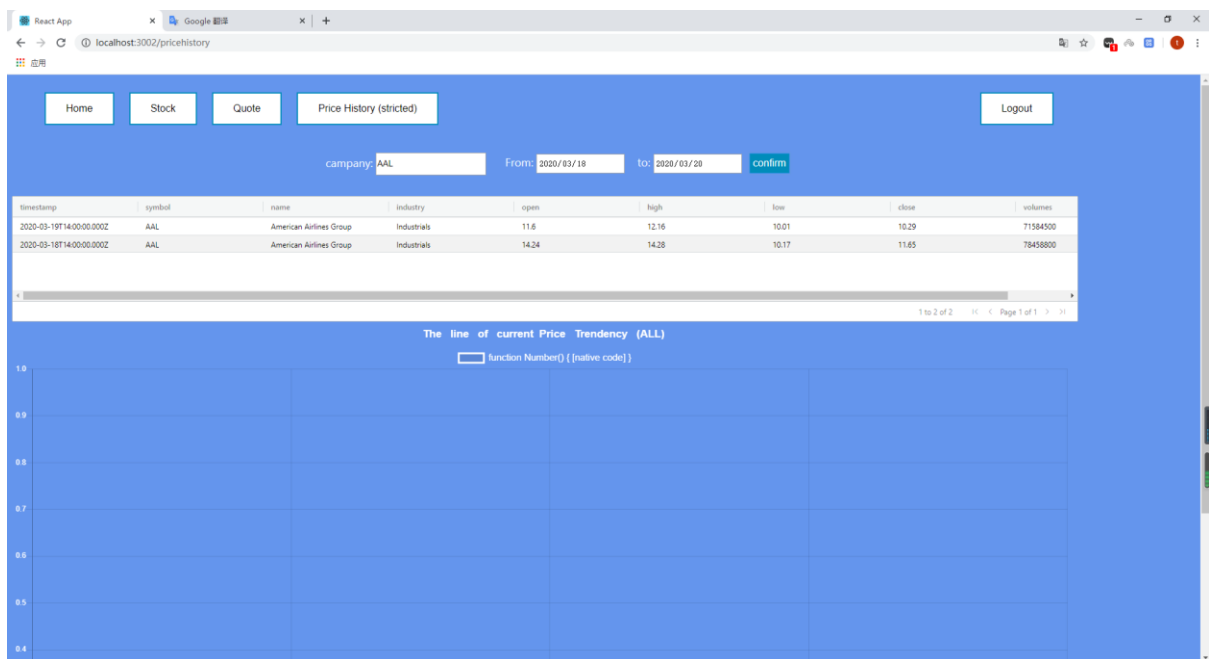 React App
Google 翻译
localhost:3002/pricehistory
1
t
应用
Home Stock Quote Price History (stricted) Logout
campany: AAL From: 2020/03/18 to: 2020/03/20 confirm
timestamp symbol name industry open high low close volumes
2020-03-19T14:00:00.000Z AAL American Airlines Group Industrials 11.6 12.16 10.01 10.29 71584500
2020-03-18T14:00:00.000Z AAL American Airlines Group Industrials 14.24 14.28 10.17 11.65 78458800
1 to 2 of 2 Page 1 of 1
The line of current Price Trendency (ALL)
function Number() { [native code] }
1.0
0.9
0.8
0.7
0.6
0.5
0.4